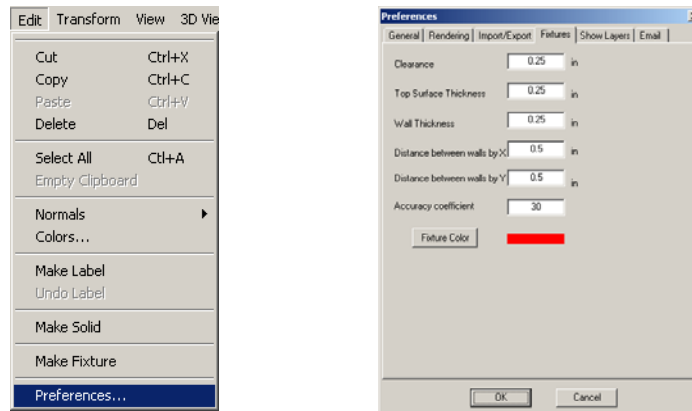 Edit Transform View 3D Vie
Cut Ctrl+X
Copy Ctrl+C
Paste Ctrl+V
Delete Del
Select All Ctl+A
Empty Clipboard
Normals
Colors...
Make Label
Undo Label
Make Solid
Make Fixture
Preferences...
Preferences
General Rendering Import/Export Fixtures Show Layers Email
Clearance 0.25 in
Top Surface Thickness 0.25 in
Wall Thickness 0.25 in
Distance between walls by X 0.5 in
Distance between walls by Y 0.5 in
Accuracy coefficient 30
Fixture Color
OK Cancel